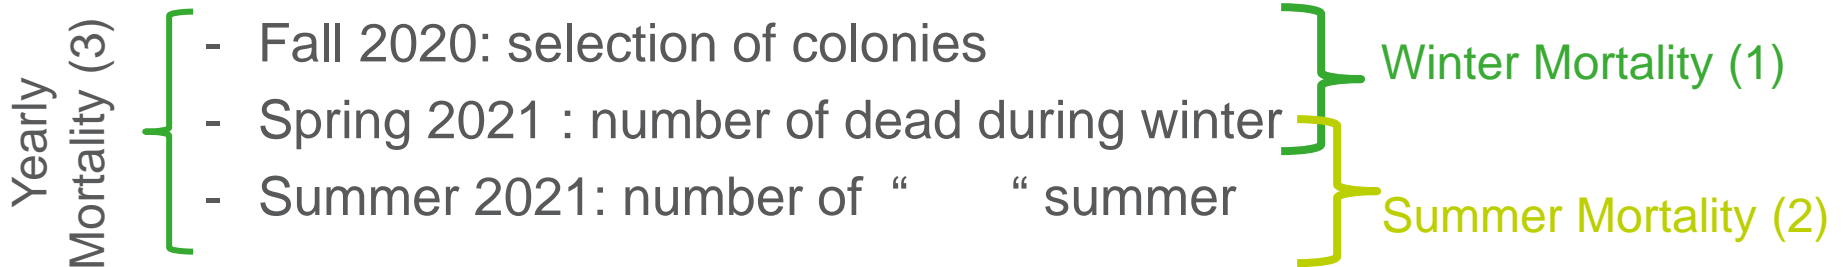 Yearly
Mortality (3)
- Fall 2020: selection of colonies
- Spring 2021 : number of dead during winter
- Summer 2021: number of “ “ summer
Winter Mortality (1)
Summer Mortality (2)